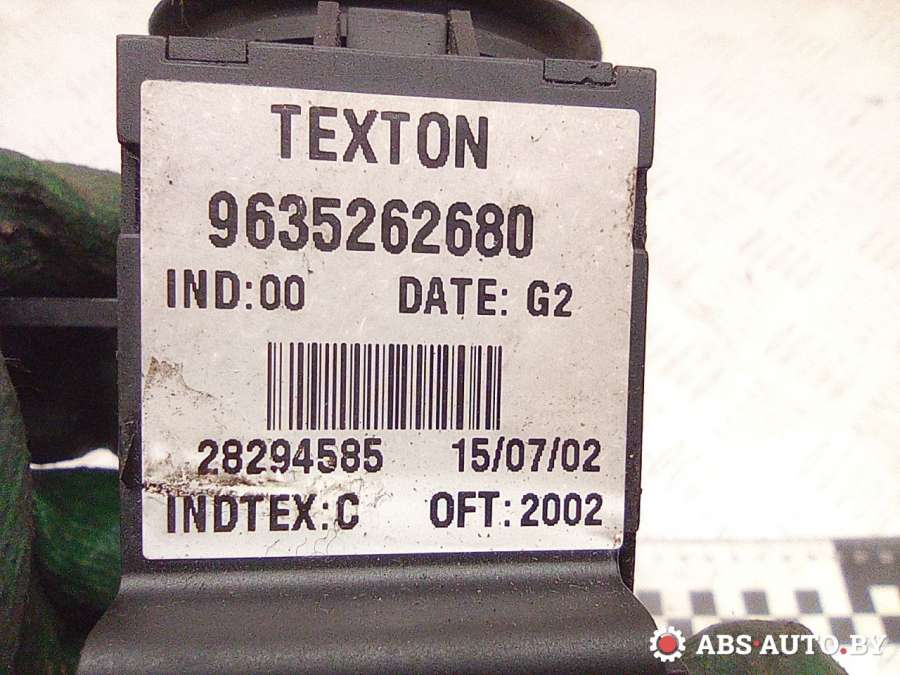 TEXTON
9635262680
IND:00 DATE: G2
28294585 15/07/02
INDTEX:C OFT:2002
ABS-AUTO.BY